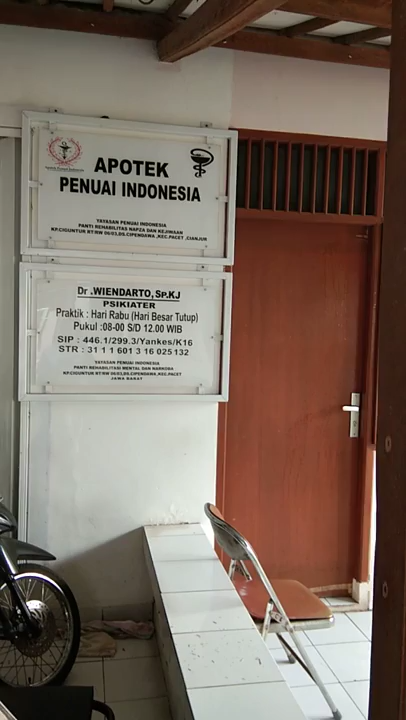 APOTEK
PENUAI INDONESIA
YAYASAN PENUAI INDONESIA
PANTI REHABILITASI NAPZA DAN KEJIWAAN
KP.CIGUNTUR RT/RW 06/03,DS.CIPENDAWA ,KEC.PACET ,CIANJUR
Dr .WIENDARTO, SP.KJ
PSIKIATER
Praktik : Hari Rabu (Hari Besar Tutup)
Pukul :08-00 S/D 12.00 WIB
SIP : 446.1/299.3/Yankes/K16
STR : 31 1 1 601 3 16 025132
YAYASAN PENUAI INDONESIA
PANTI REHABILITASI MENTAL DAN NARKOBA
KP.CIGUNTUR RT/RW 06/03,DS.CIPENDAWA,KEC.PACET
JAWA BARAT